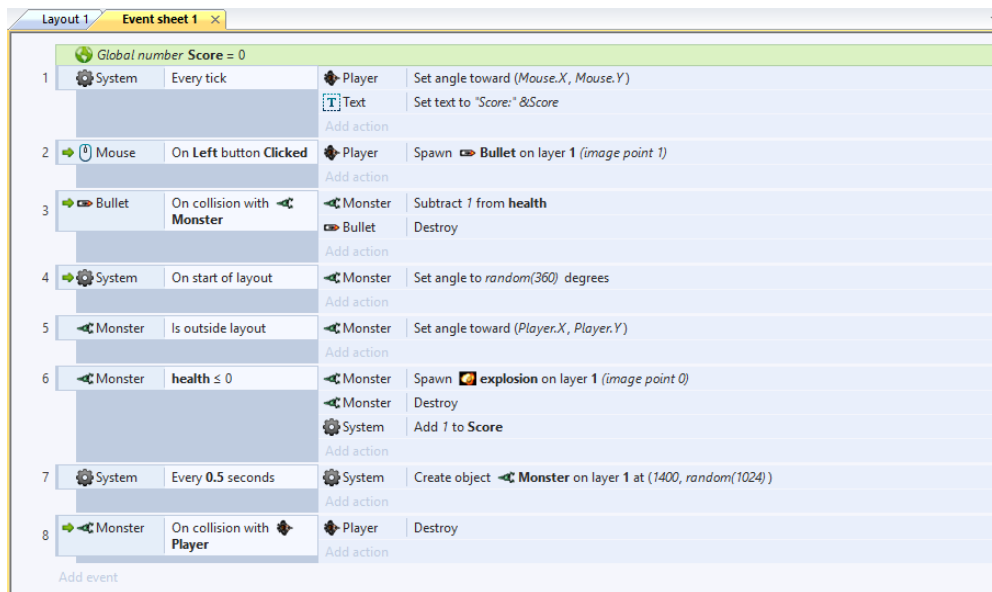 Layout 1 Event sheet 1 ×
Global number Score = 0
1 System Every tick Player Set angle toward (Mouse.X, Mouse.Y)
T Text Set text to "Score:" &Score
Add action
2 Mouse On Left button Clicked Player Spawn Bullet on layer 1 (image point 1)
Add action
3 Bullet On collision with Monster Subtract 1 from health
Monster Bullet Destroy
Add action
4 System On start of layout Monster Set angle to random(360) degrees
Add action
5 Monster Is outside layout Monster Set angle toward (Player.X, Player.Y)
Add action
6 Monster health ≤ 0 Monster Spawn explosion on layer 1 (image point 0)
Monster Destroy
System Add 1 to Score
Add action
7 System Every 0.5 seconds System Create object Monster on layer 1 at (1400, random(1024))
Add action
8 Monster On collision with Player Destroy
Player Add action
Add event